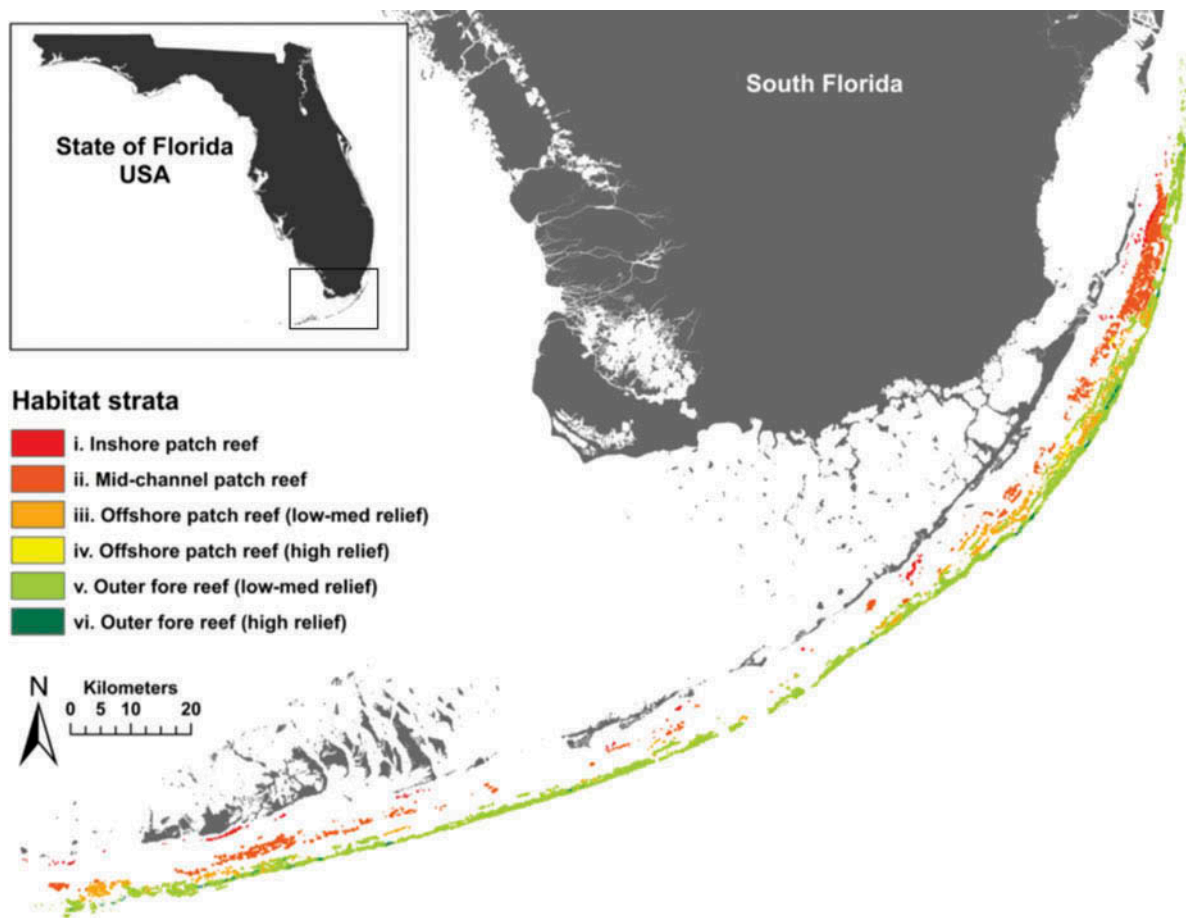 State of Florida
USA
South Florida
Habitat strata
i. Inshore patch reef
ii. Mid-channel patch reef
iii. Offshore patch reef (low-med relief)
iv. Offshore patch reef (high relief)
v. Outer fore reef (low-med relief)
vi. Outer fore reef (high relief)
N
Kilometers
0 5 10 20